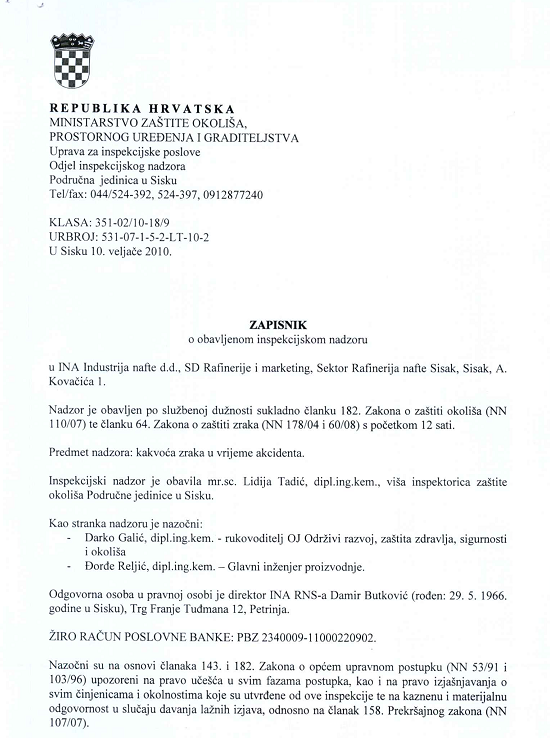 REPUBLIKA HRVATSKA
MINISTARSTVO ZAŠTITE OKOLIŠA,
PROSTORNOG UREĐENJA I GRADITELJSTVA
Uprava za inspekcijske poslove
Odjel inspekcijskog nadzora
Područna jedinica u Sisku
Tel/fax: 044/524-392, 524-397, 0912877240
KLASA: 351-02/10-18/9
URBROJ: 531-07-1-5-2-LT-10-2
U Sisku 10. veljače 2010.
ZAPISNIK
o obavljenom inspekcijskom nadzoru
u INA Industrija nafte d.d., SD Rafinerije i marketing, Sektor Rafinerija nafte Sisak, Sisak, A.
Kovačića 1.
Nadzor je obavljen po službenoj dužnosti sukladno članku 182. Zakona o zaštiti okoliša (NN
110/07) te članku 64. Zakona o zaštiti zraka (NN 178/04 i 60/08) s početkom 12 sati.
Predmet nadzora: kakvoća zraka u vrijeme akcidenta.
Inspekcijski nadzor je obavila mr.sc. Lidija Tadić, dipl.ing.kem., viša inspektorica zaštite
okoliša Područne jedinice u Sisku.
Kao stranka nadzoru je nazočni:
- Darko Galić, dipl.ing.kem. - rukovoditelj OJ Održivi razvoj, zaštita zdravlja, sigurnosti
i okoliša
- Đorđe Reljić, dipl.ing.kem. – Glavni inženjer proizvodnje.
Odgovorna osoba u pravnoj osobi je direktor INA RNS-a Damir Butković (rođen: 29. 5. 1966.
godine u Sisku), Trg Franje Tuđmana 12, Petrinja.
ŽIRO RAČUN POSLOVNE BANKE: PBZ 2340009-11000220902.
Nazočni su na osnovi članaka 143. i 182. Zakona o općem upravnom postupku (NN 53/91 i
103/96) upozoreni na pravo učešća u svim fazama postupka, kao i na pravo izjašnjavanja o
svim činjenicama i okolnostima koje su utvrđene od ove inspekcije te na kaznenu i materijalnu
odgovornost u slučaju davanja lažnih izjava, odnosno na članak 158. Prekršajnog zakona (NN
107/07).